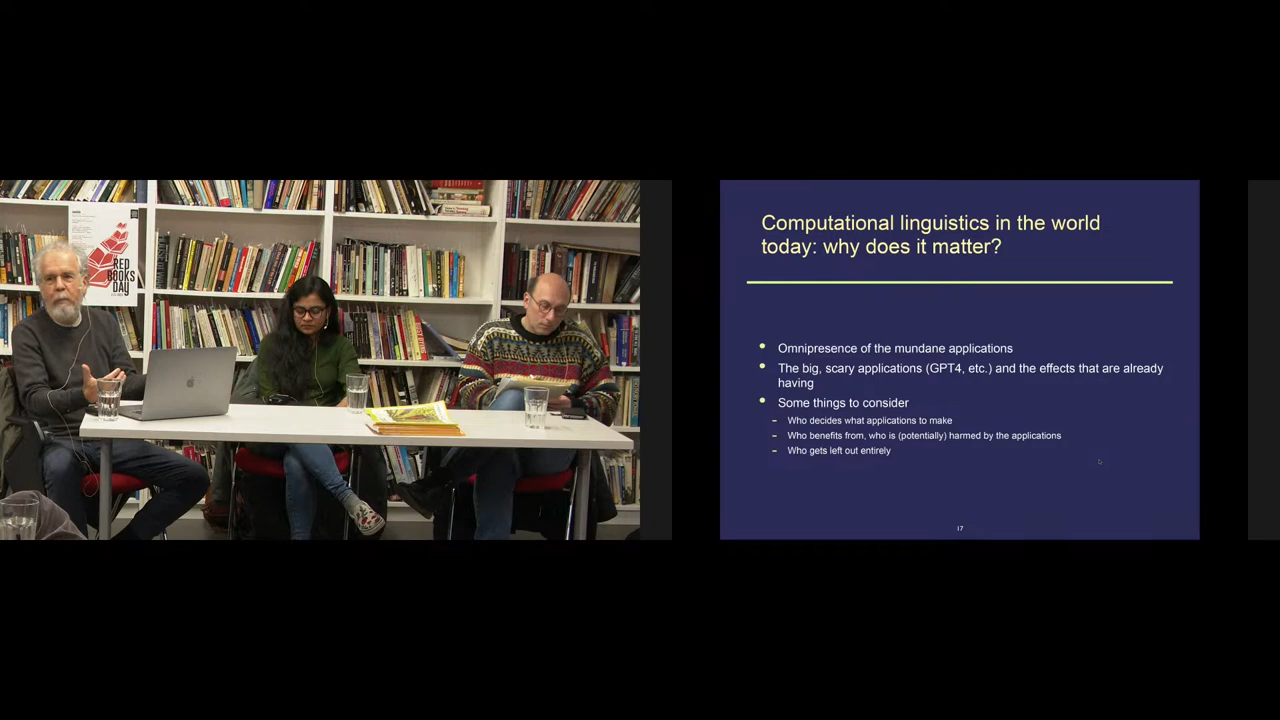 RED
BOOKS
DAY
Computational linguistics in the world
today: why does it matter?
• Omnipresence of the mundane applications
• The big, scary applications (GPT4, etc.) and the effects that are already
having
• Some things to consider
– Who decides what applications to make
– Who benefits from, who is (potentially) harmed by the applications
– Who gets left out entirely
17